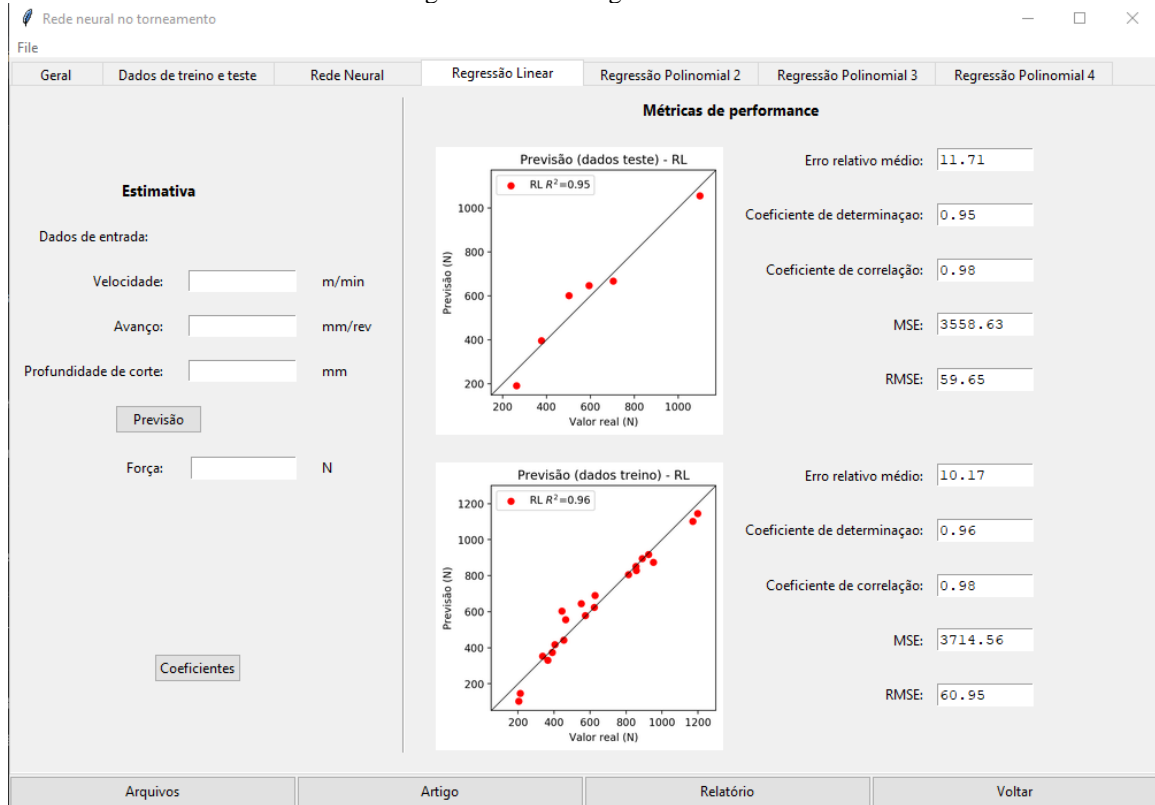 Rede neural no torneamento
File
Geral Dados de treino e teste Rede Neural Regressão Linear Regressão Polinomial 2 Regressão Polinomial 3 Regressão Polinomial 4
Estimativa
Dados de entrada:
Velocidade: m/min
Avanço: mm/rev
Profundidade de corte: mm
Previsão
Força: N
Coeficientes
Métricas de performance
Previsão (dados teste) - RL
RL R²=0.95
1000
800
600
400
200
Previsão (N)
200 400 600 800 1000
Valor real (N)
Erro relativo médio: 11.71
Coeficiente de determinaçao: 0.95
Coeficiente de correlação: 0.98
MSE: 3558.63
RMSE: 59.65
Previsão (dados treino) - RL
RL R²=0.96
1200
1000
800
600
400
200
Previsão (N)
200 400 600 800 1000 1200
Valor real (N)
Erro relativo médio: 10.17
Coeficiente de determinaçao: 0.96
Coeficiente de correlação: 0.98
MSE: 3714.56
RMSE: 60.95
Arquivos Artigo Relatório Voltar